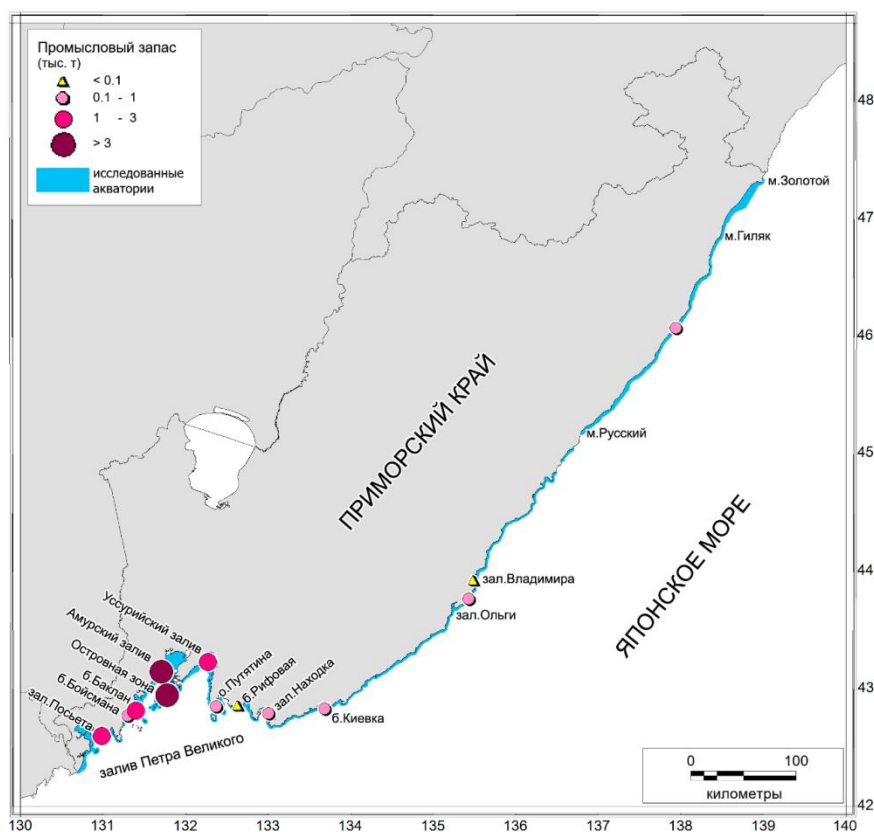 Промысловый запас
(тыс. т)
< 0.1
0.1 - 1
1 - 3
> 3
исследованные
акватории
м.Золотой
м.Гиляк
м.Русский
зал.Владимира
зал.Ольги
ПРИМОРСКИЙ КРАЙ
ЯПОНСКОЕ МОРЕ
Уссурийский залив
Амурский залив
Островная зона
б.Баклан
б.Бойсмана
зал.Посьета
о.Путятина
б.Рифовая
зал.Находка
б.Киевка
залив Петра Великого
0 100
километры
48
47
46
45
44
43
42
130 131 132 133 134 135 136 137 138 139 140